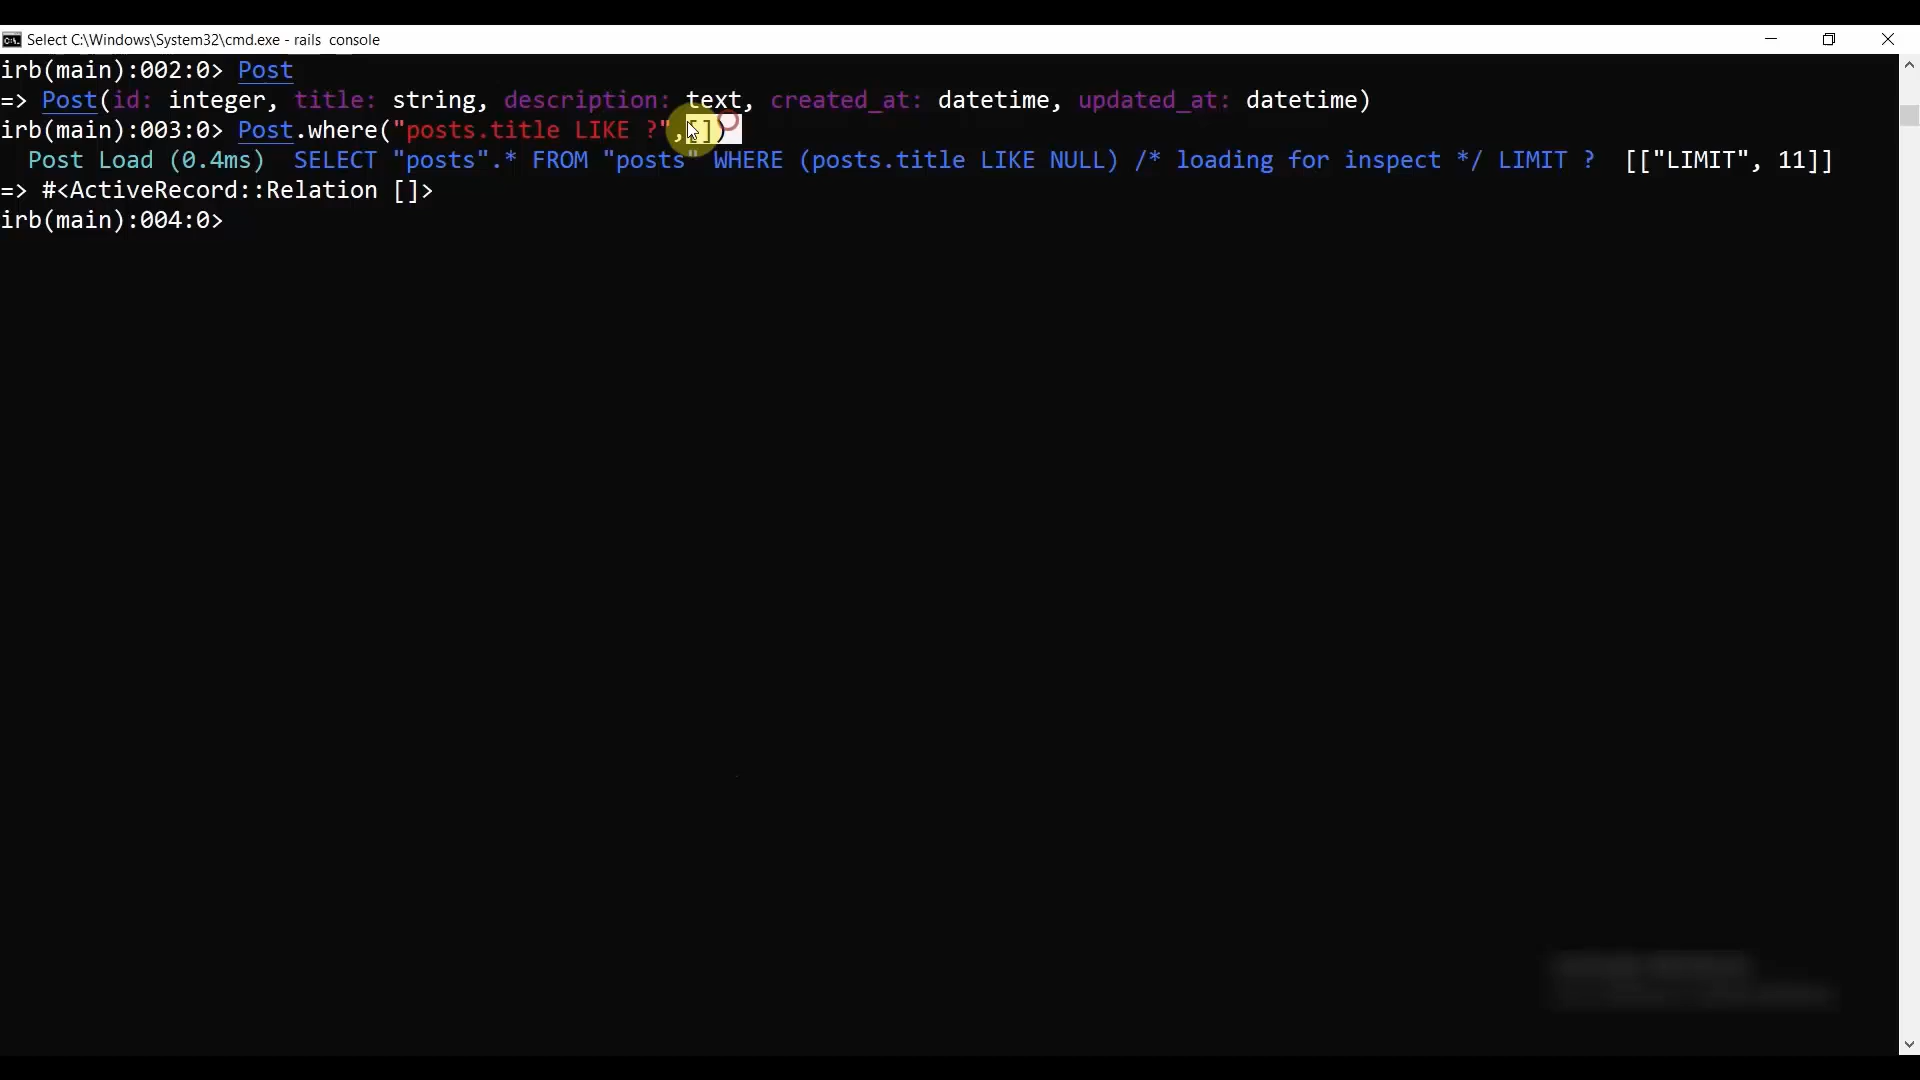 Select C:\Windows\System32\cmd.exe - rails  console
irb(main):002:0> Post
=> Post(id: integer, title: string, description: text, created_at: datetime, updated_at: datetime)
irb(main):003:0> Post.where("posts.title LIKE ?",[])
  Post Load (0.4ms)  SELECT "posts".* FROM "posts" WHERE (posts.title LIKE NULL) /* loading for inspect */ LIMIT ?  [["LIMIT", 11]]
=> #<ActiveRecord::Relation []>
irb(main):004:0>